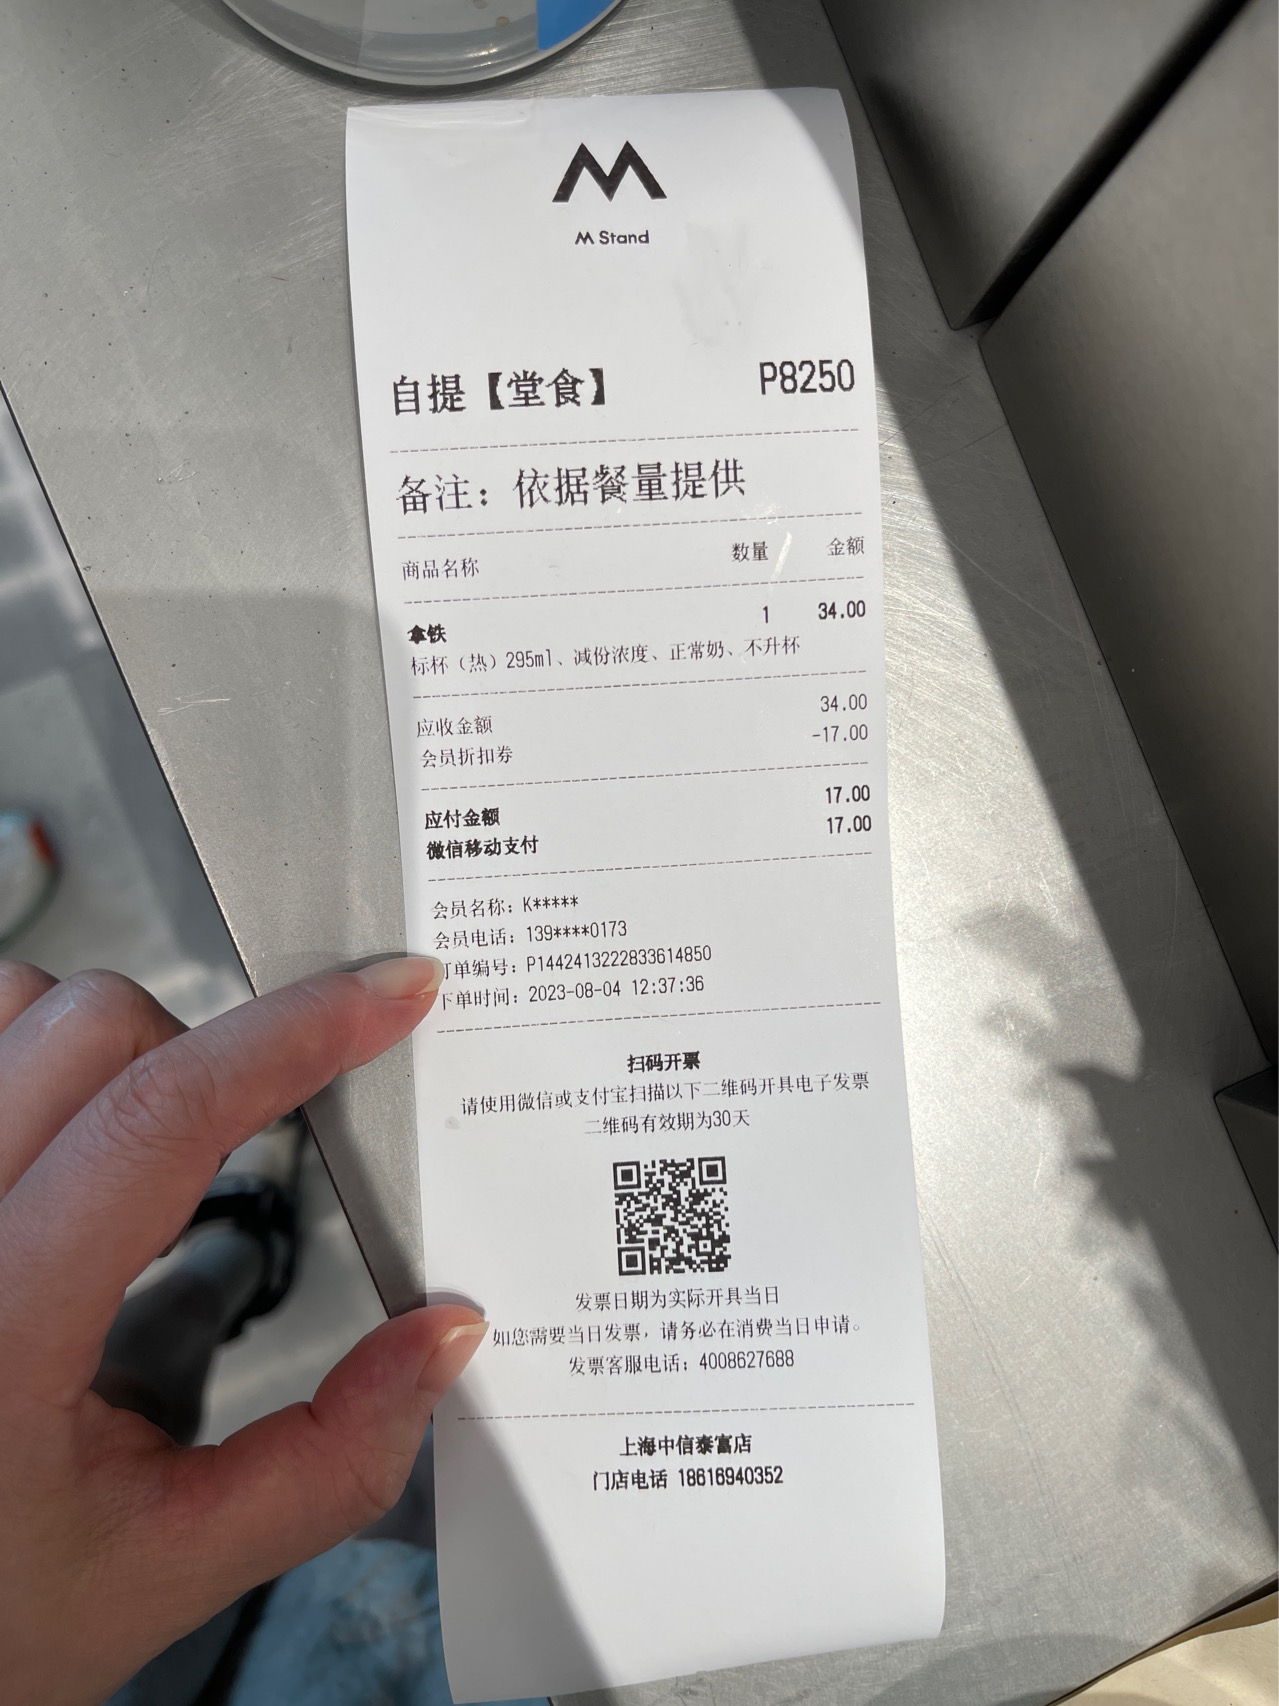 M Stand
自提【堂食】 P8250
备注：依据餐量提供
商品名称 数量 金额
拿铁 1 34.00
标杯（热）295ml、减份浓度、正常奶、不升杯
应收金额 34.00
会员折扣券 -17.00
应付金额 17.00
微信移动支付 17.00
会员名称：K*****
会员电话：139****0173
订单编号：P1442413222833614850
下单时间：2023-08-04 12:37:36
扫码开票
请使用微信或支付宝扫描以下二维码开具电子发票
二维码有效期为30天
发票日期为实际开具当日
如您需要当日发票，请务必在消费当日申请。
发票客服电话：4008627688
上海中信泰富店
门店电话 18616940352